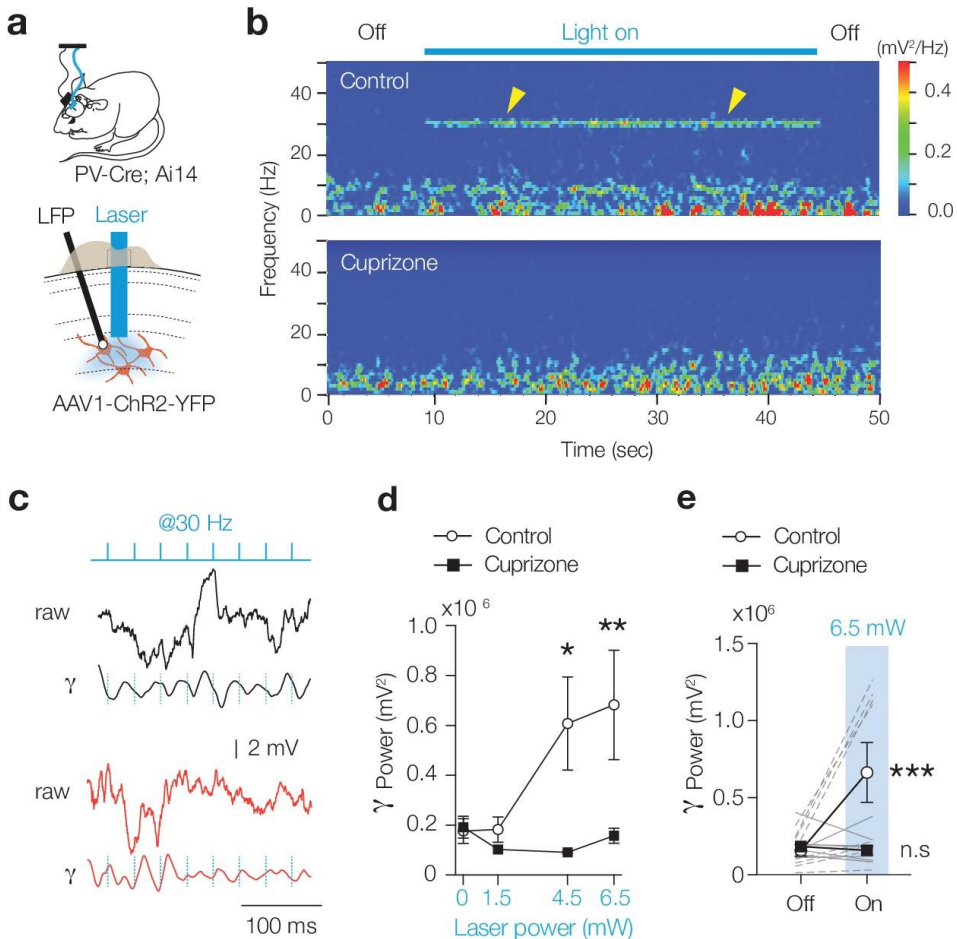 a
PV-Cre; Ai14
LFP Laser
AAV1-ChR2-YFP
b
Off Light on Off
(mV²/Hz)
Control
Cuprizone
Frequency (Hz)
40
20
0
40
20
0
0.4
0.2
0.0
0 10 20 30 40 50
Time (sec)
c
@30 Hz
raw
γ
2 mV
raw
γ
100 ms
d
Control
Cuprizone
x10 6
γ Power (mV²)
1.0
0.8
0.6
0.4
0.2
0
* **
0 1.5 4.5 6.5
Laser power (mW)
e
Control
Cuprizone
x10⁶
6.5 mW
γ Power (mV²)
1.5
1.0
0.5
0
***
n.s
Off On